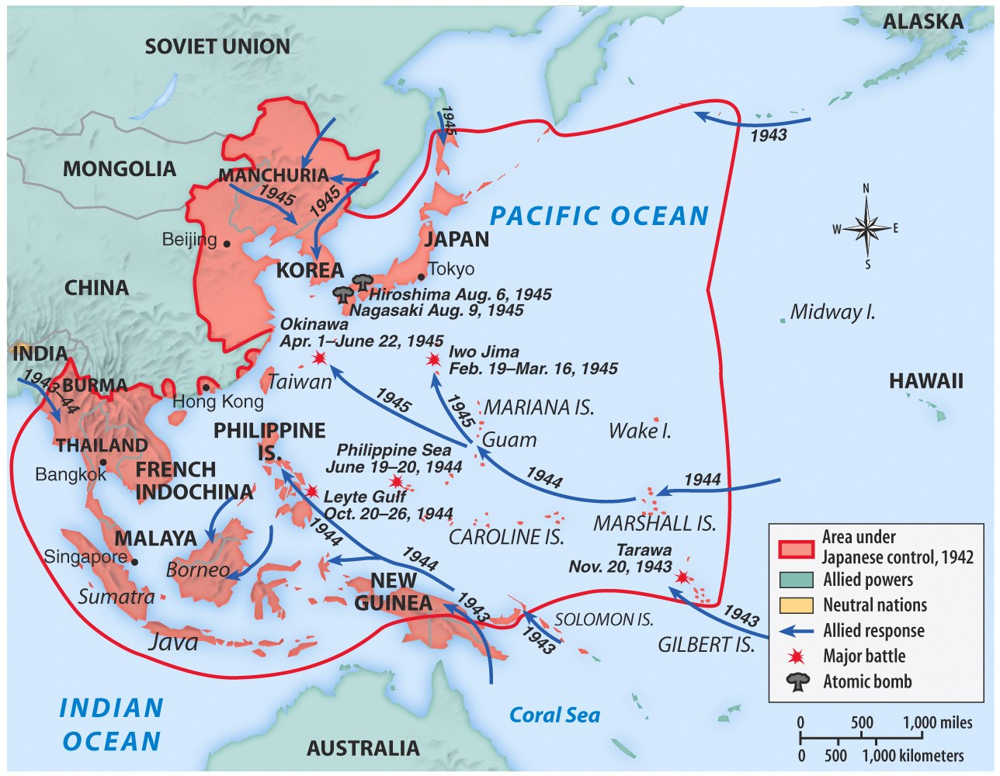 ALASKA
SOVIET UNION
1945
1943
MONGOLIA
MANCHURIA
1945
1945
PACIFIC OCEAN
N
W
E
S
Beijing
JAPAN
KOREA
Tokyo
CHINA
Hiroshima Aug. 6, 1945
Nagasaki Aug. 9, 1945
Midway I.
Okinawa
Apr. 1–June 22, 1945
Iwo Jima
Feb. 19–Mar. 16, 1945
INDIA
1943–44
BURMA
Taiwan
HAWAII
Hong Kong
1945
1945
MARIANA IS.
Wake I.
PHILIPPINE
IS.
Guam
THAILAND
Bangkok
Philippine Sea
June 19–20, 1944
1944
1944
FRENCH
INDOCHINA
Leyte Gulf
Oct. 20–26, 1944
MARSHALL IS.
CAROLINE IS.
1944
MALAYA
Singapore
Borneo
1944
Tarawa
Nov. 20, 1943
Sumatra
NEW
GUINEA
1943
1943
SOLOMON IS.
1943
GILBERT IS.
Java
Area under
Japanese control, 1942
Allied powers
Neutral nations
Allied response
Major battle
Atomic bomb
INDIAN
OCEAN
Coral Sea
AUSTRALIA
0 500 1,000 miles
0 500 1,000 kilometers